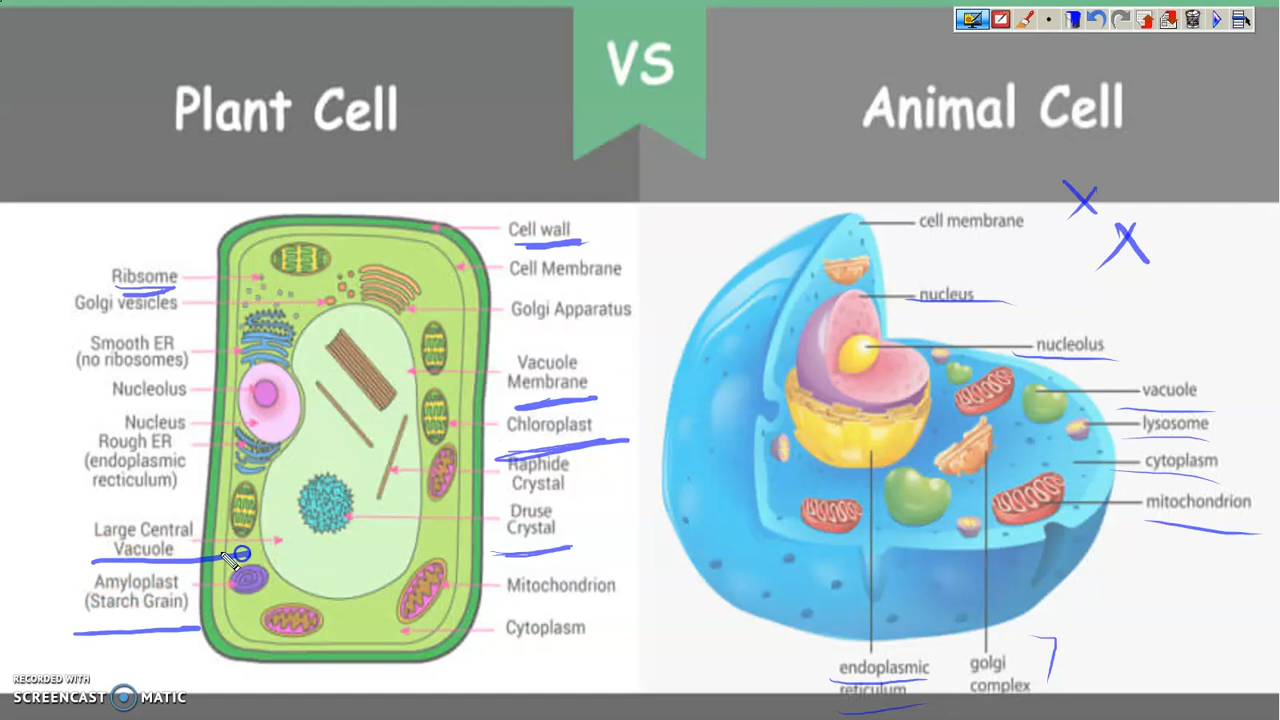 VS
Plant Cell
Animal Cell
Ribsome
Golgi vesicles
Smooth ER
(no ribosomes)
Nucleolus
Nucleus
Rough ER
(endoplasmic
recticulum)
Large Central
Vacuole
Amyloplast
(Starch Grain)
Cell wall
Cell Membrane
Golgi Apparatus
Vacuole
Membrane
Chloroplast
Raphide
Crystal
Druse
Crystal
Mitochondrion
Cytoplasm
cell membrane
nucleus
nucleolus
vacuole
lysosome
cytoplasm
mitochondrion
endoplasmic
reticulum
golgi
complex
RECORDED WITH
SCREENCAST MATIC